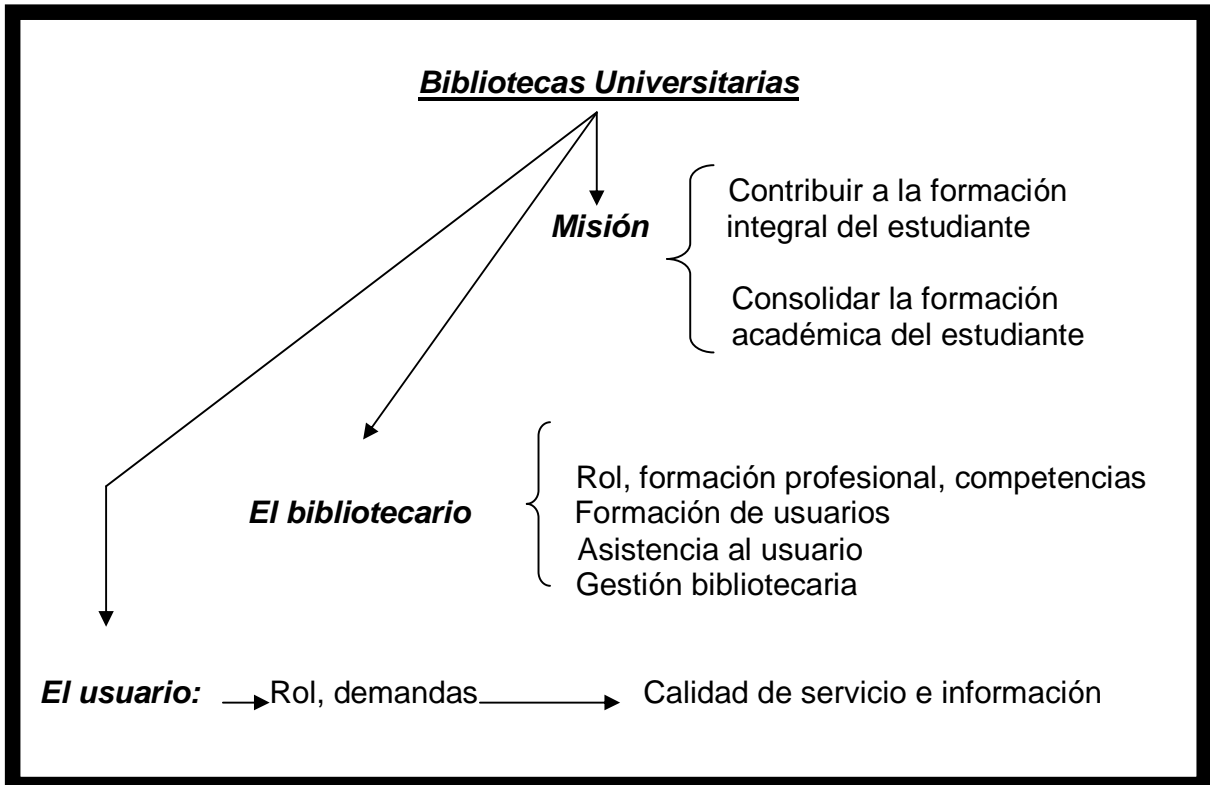 Bibliotecas Universitarias
Misión
Contribuir a la formación
integral del estudiante
Consolidar la formación
académica del estudiante
El bibliotecario
Rol, formación profesional, competencias
Formación de usuarios
Asistencia al usuario
Gestión bibliotecaria
El usuario: Rol, demandas Calidad de servicio e información